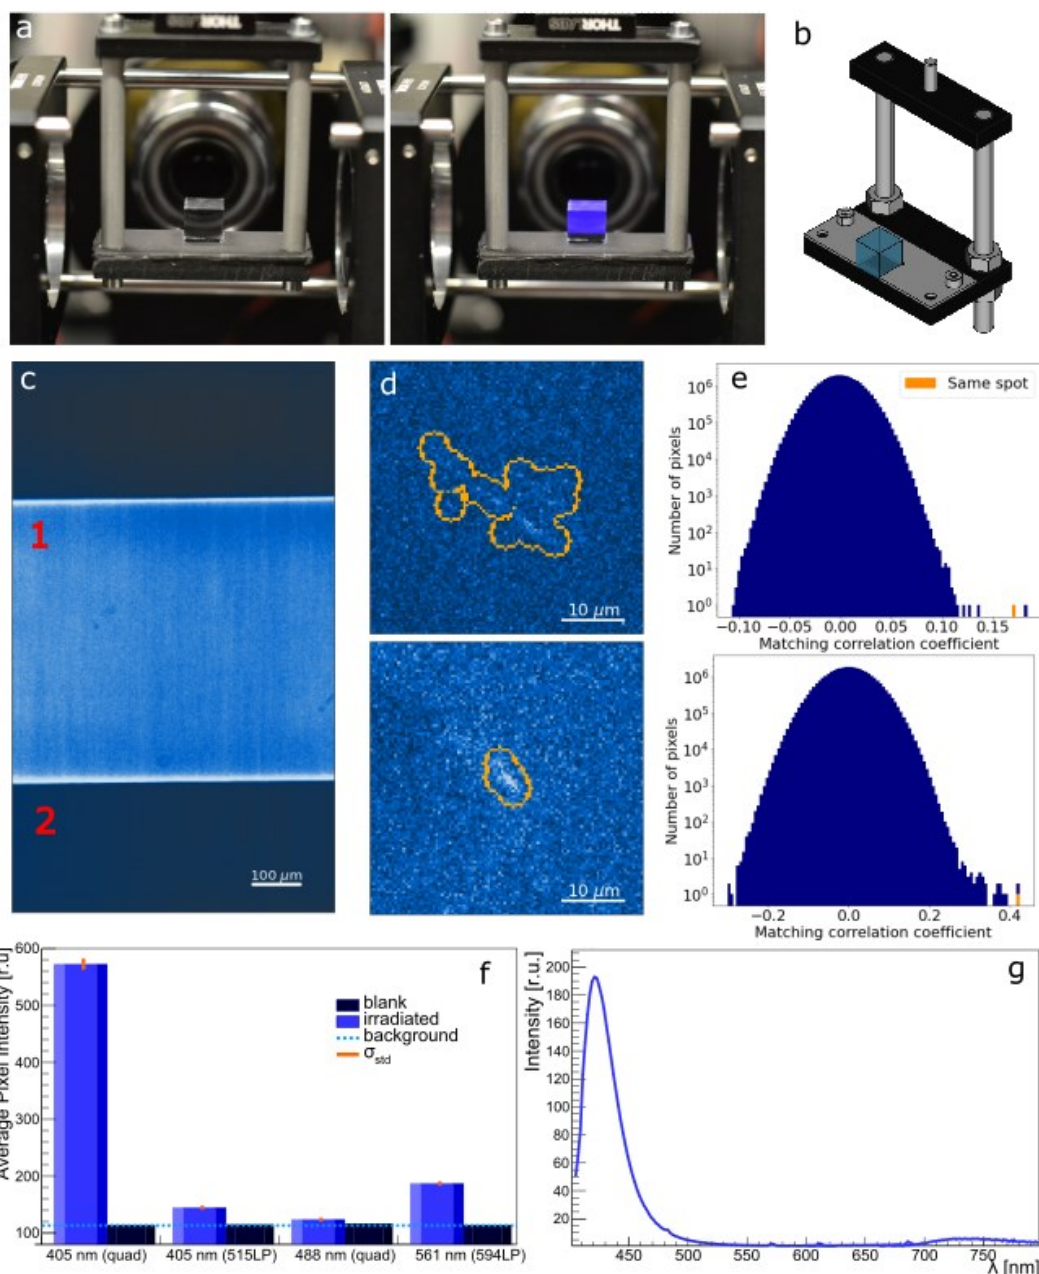 a
THORLABS
THORLABS
b
c
1
2
100 μm
d
10 μm
10 μm
e
Same spot
Number of pixels
10⁶
10⁵
10⁴
10³
10²
10¹
10⁰
−0.10 −0.05 0.00 0.05 0.10 0.15
Matching correlation coefficient
Number of pixels
10⁶
10⁵
10⁴
10³
10²
10¹
10⁰
−0.2 0.0 0.2 0.4
Matching correlation coefficient
f
Average Pixel Intensity [r.u]
600
500
400
300
200
100
blank
irradiated
background
σstd
405 nm (quad) 405 nm (515LP) 488 nm (quad) 561 nm (594LP)
g
Intensity [r.u.]
200
180
160
140
120
100
80
60
40
20
450 500 550 600 650 700 750
λ [nm]